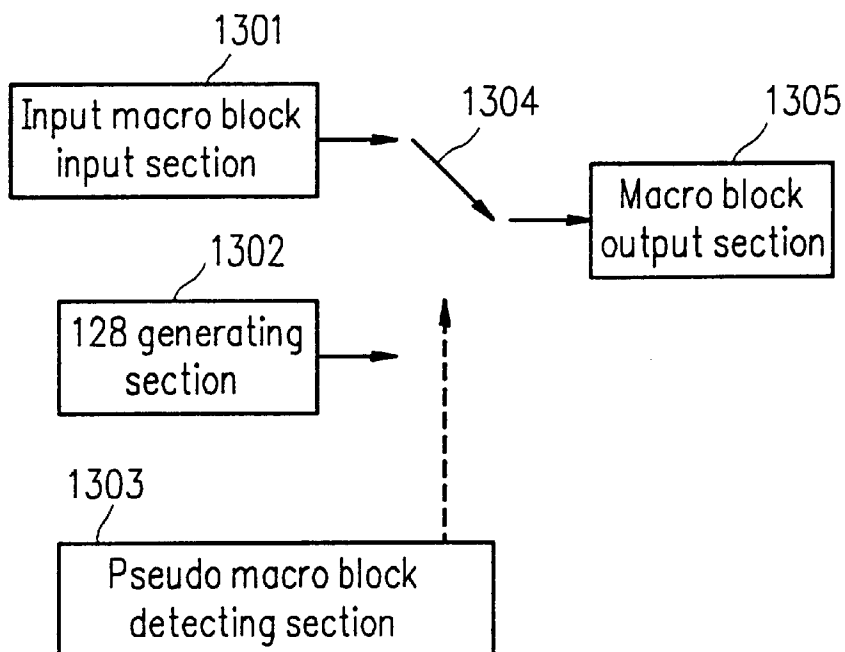 1301
Input macro block
input section
1304
1305
Macro block
output section
1302
128 generating
section
1303
Pseudo macro block
detecting section